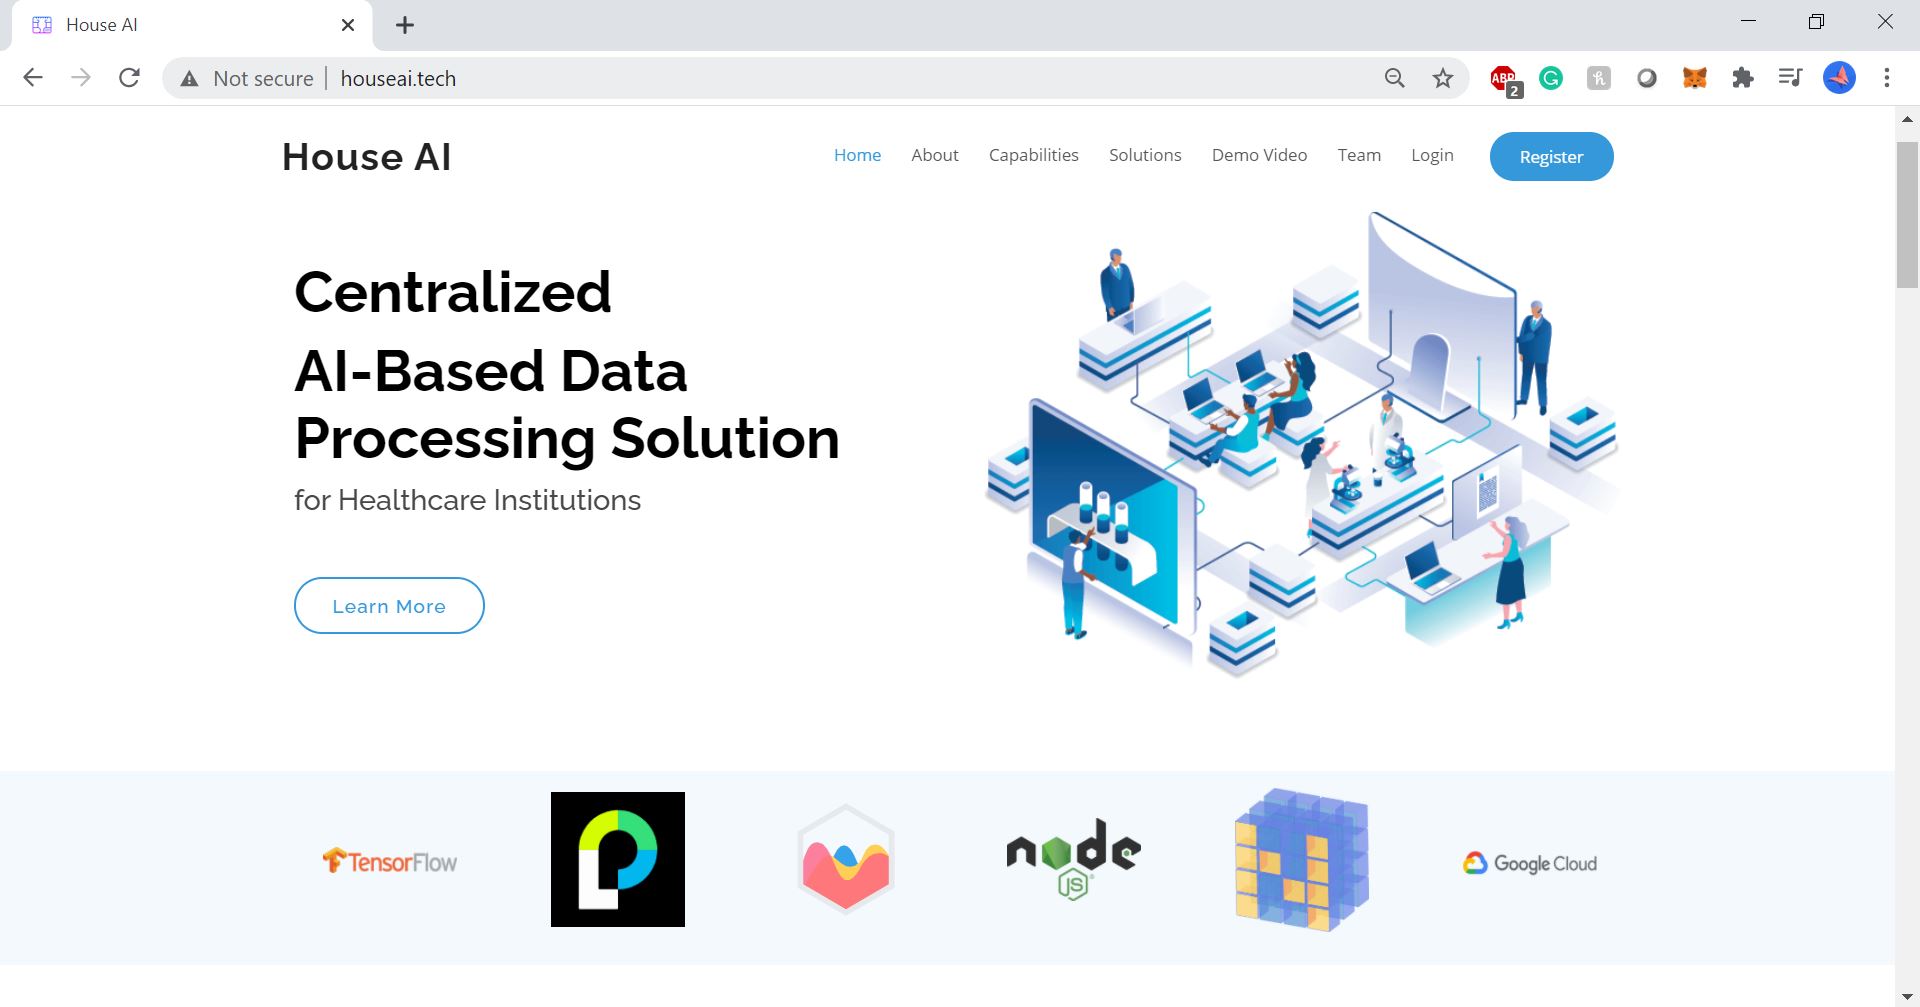 House AI
Not secure houseai.tech
ABP
2
House AI
Home About Capabilities Solutions Demo Video Team Login Register
Centralized
AI-Based Data
Processing Solution
for Healthcare Institutions
Learn More
TensorFlow
node
JS
Google Cloud